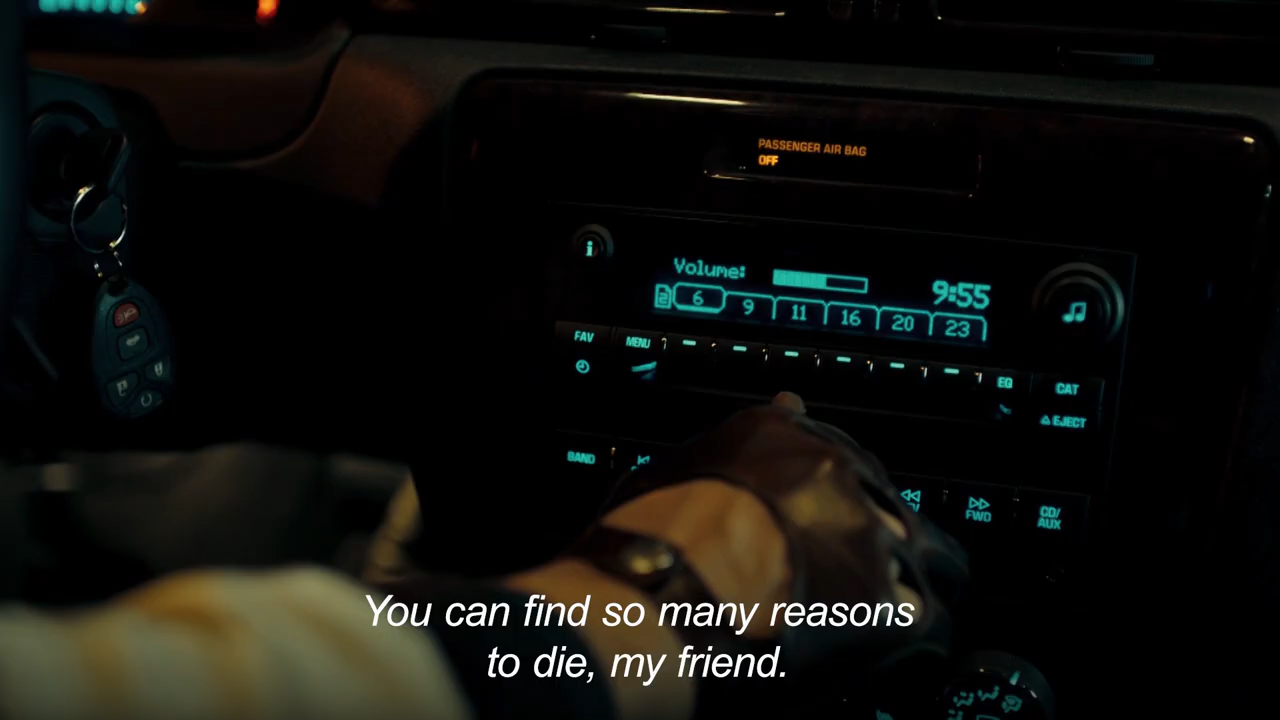 PASSENGER AIR BAG
OFF
Volume: 9:55
6 9 11 16 20 23
FAV MENU EQ CAT
EJECT
BAND FWD CD/
AUX
You can find so many reasons
to die, my friend.